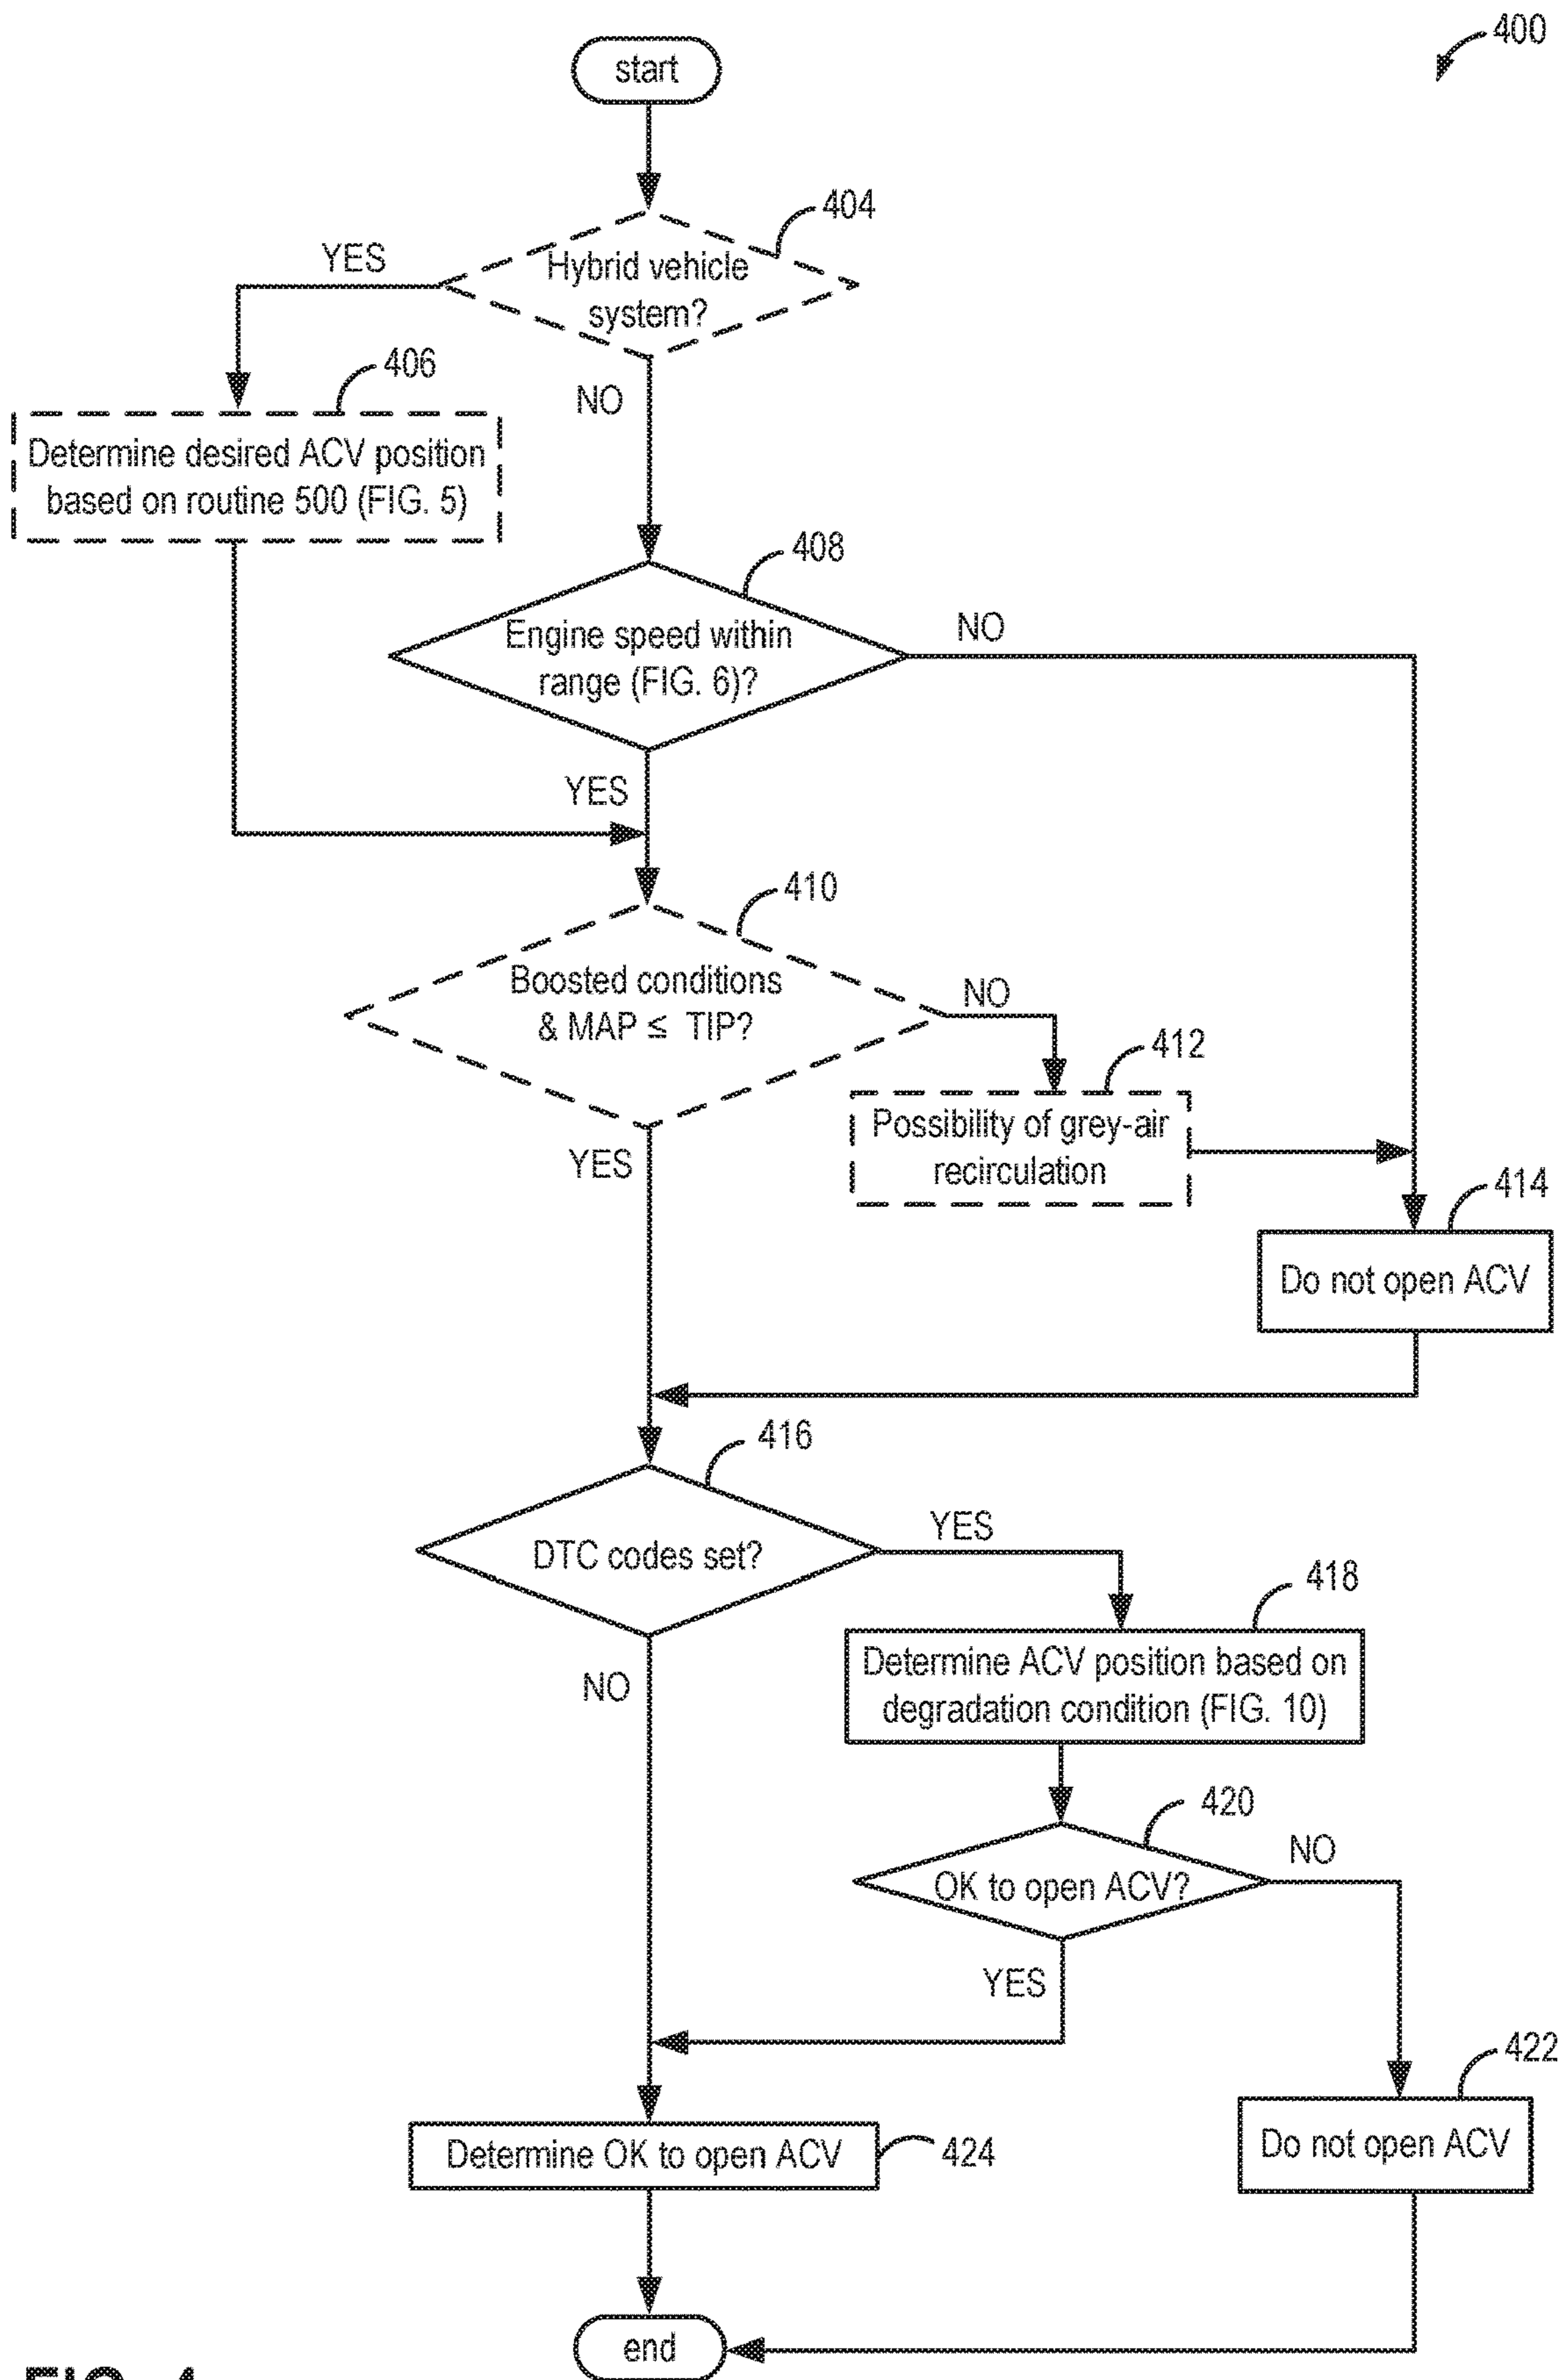 400
start
404
YES
Hybrid vehicle
system?
406
NO
Determine desired ACV position
based on routine 500 (FIG. 5)
408
NO
Engine speed within
range (FIG. 6)?
YES
410
Boosted conditions
& MAP ≤ TIP?
NO
412
Possibility of grey-air
recirculation
YES
414
Do not open ACV
416
YES
DTC codes set?
418
NO
Determine ACV position based on
degradation condition (FIG. 10)
420
NO
OK to open ACV?
YES
422
Do not open ACV
Determine OK to open ACV
424
end
FIG. 4